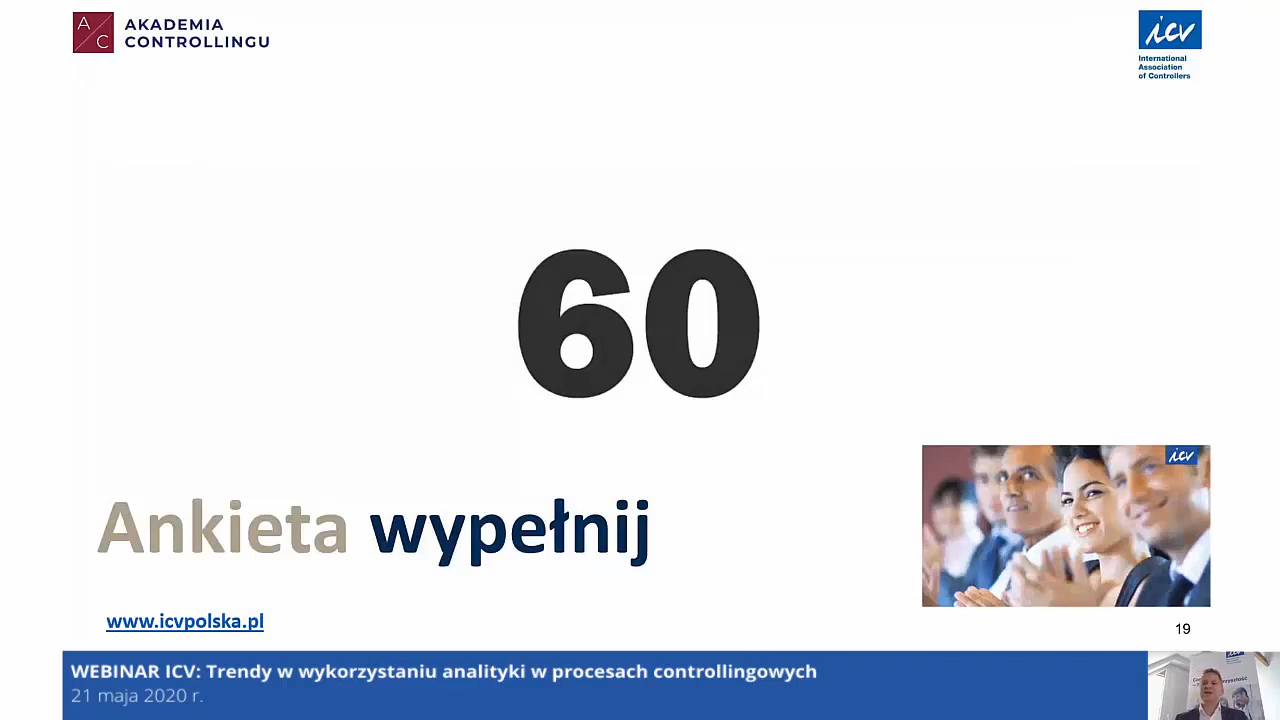 A
C
AKADEMIA
CONTROLLINGU
icv
International
Association
of Controllers
60
icv
Ankieta wypełnij
www.icvpolska.pl
19
WEBINAR ICV: Trendy w wykorzystaniu analityki w procesach controllingowych
21 maja 2020 r.